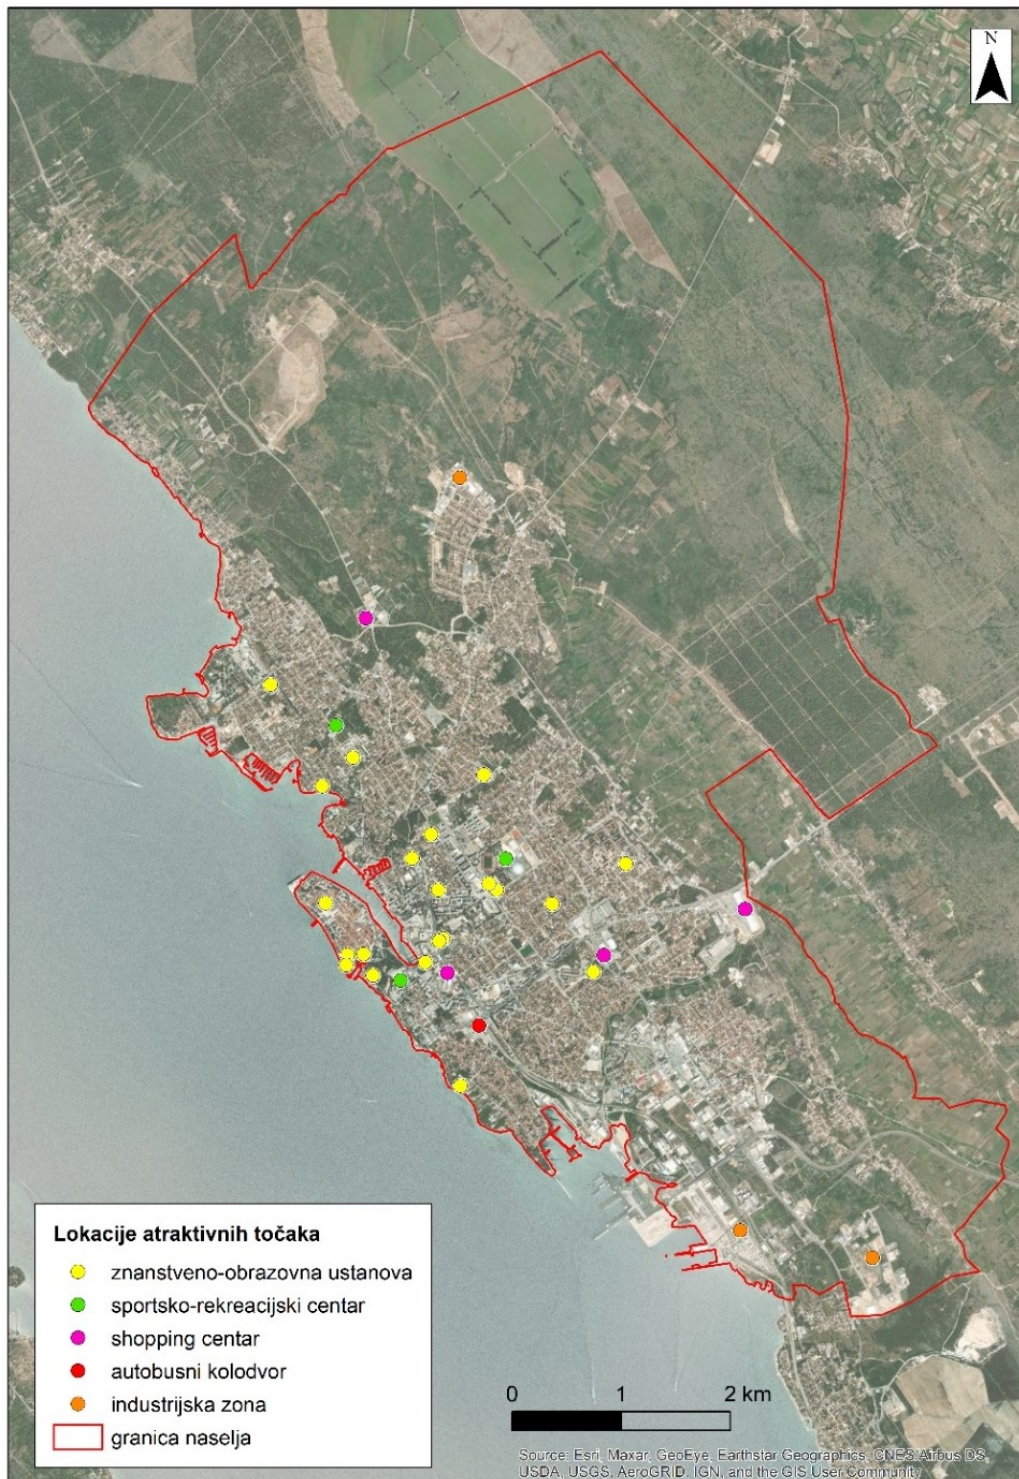 N
Lokacije atraktivnih točaka
znanstveno-obrazovna ustanova
sportsko-rekreacijski centar
shopping centar
autobusni kolodvor
industrijska zona
granica naselja
0 1 2 km
Source: Esri, Maxar, GeoEye, Earthstar Geographics, CNES/Airbus DS,
USDA, USGS, AeroGRID, IGN, and the GIS User Community